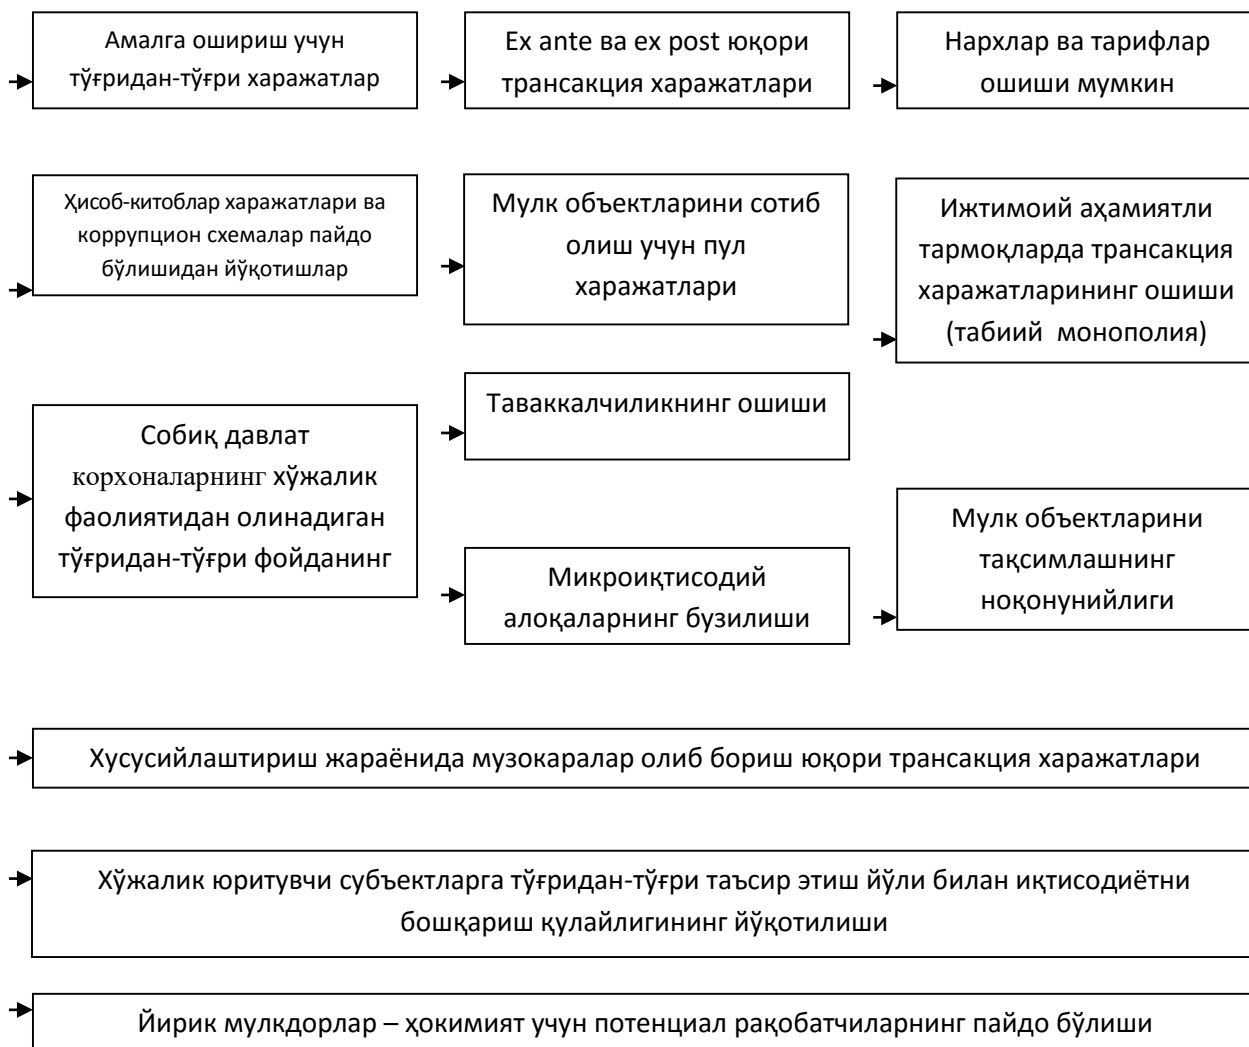 Амалга ошириш учун
тўғридан-тўғри харажатлар
Ex ante ва ex post юқори
трансакция харажатлари
Нархлар ва тарифлар
ошиши мумкин
Ҳисоб-китоблар харажатлари ва
коррупцион схемалар пайдо
бўлишидан йўқотишлар
Мулк объектларини сотиб
олиш учун пул
харажатлари
Ижтимоий аҳамиятли
тармоқларда трансакция
харажатларининг ошиши
(табиий монополия)
Собиқ давлат
корхоналарнинг хўжалик
фаолиятидан олинадиган
тўғридан-тўғри фойданинг
Таваккалчиликнинг ошиши
Микроиқтисодий
алоқаларнинг бузилиши
Мулк объектларини
тақсимлашнинг
ноқонунийлиги
Хусусийлаштириш жараёнида музокаралар олиб бориш юқори трансакция харажатлари
Хўжалик юритувчи субъектларга тўғридан-тўғри таъсир этиш йўли билан иқтисодиётни
бошқариш қулайлигининг йўқотилиши
Йирик мулкдорлар – ҳокимият учун потенциал рақобатчиларнинг пайдо бўлиши